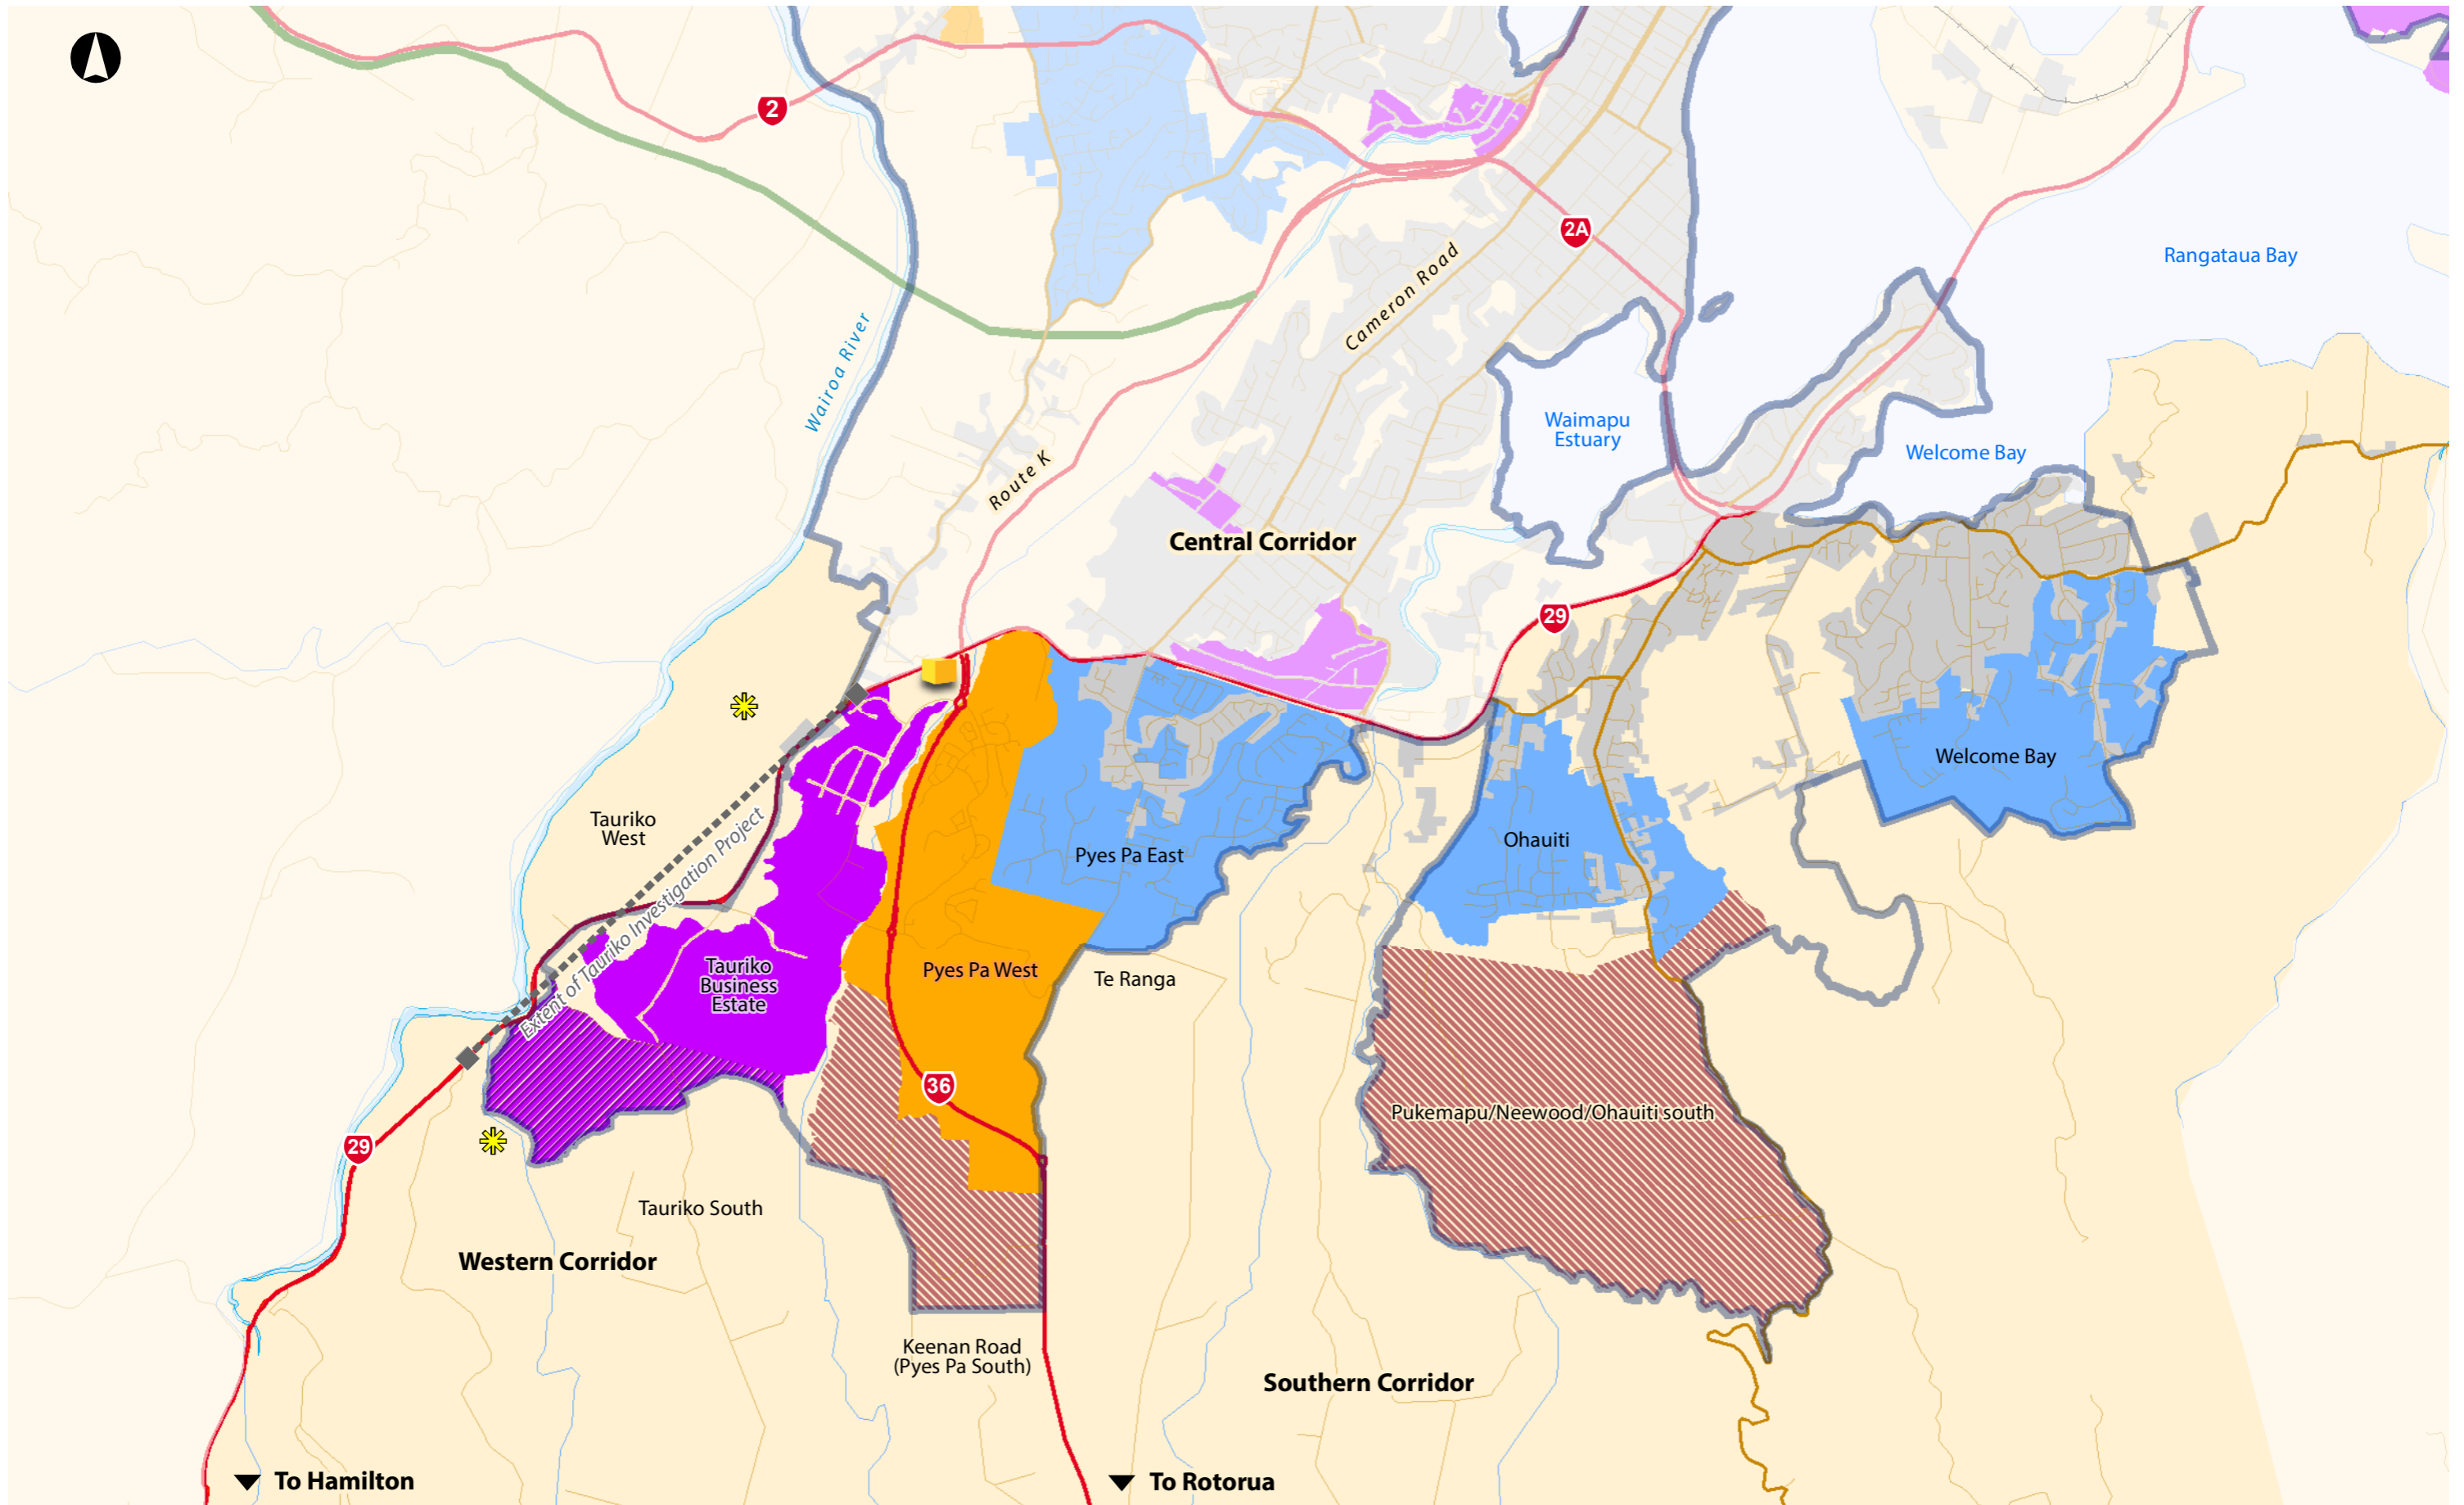 2
2A
Rangataua Bay
Cameron Road
Wairoa River
Waimapu
Estuary
Welcome Bay
Route K
Central Corridor
29
Welcome Bay
Tauriko
West
Ohauiti
Pyes Pa East
Extent of Tauriko Investigation Project
Tauriko
Business
Estate
Pyes Pa West
Te Ranga
36
Pukemapu/Neewood/Ohauiti south
29
Tauriko South
Western Corridor
Keenan Road
(Pyes Pa South)
Southern Corridor
To Hamilton
To Rotorua